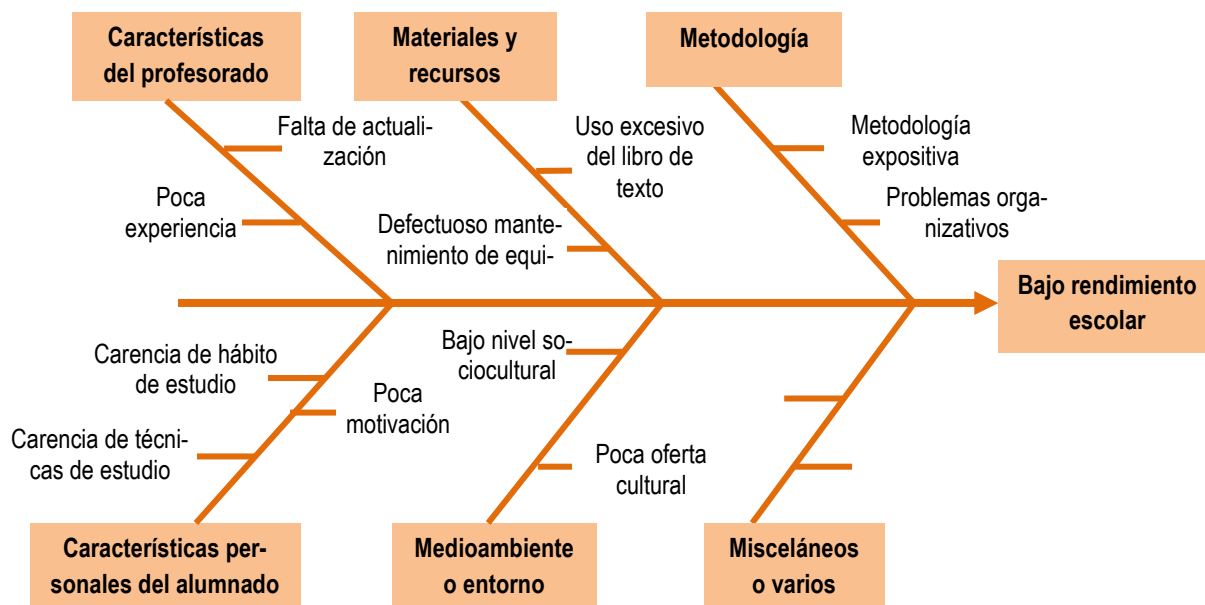 Características
del profesorado
Materiales y
recursos
Metodología
Falta de actuali-
zación
Poca
experiencia
Uso excesivo
del libro de
texto
Defectuoso mante-
nimiento de equi-
Metodología
expositiva
Problemas orga-
nizativos
Bajo rendimiento
escolar
Carencia de hábito
de estudio
Poca
motivación
Carencia de técni-
cas de estudio
Bajo nivel so-
ciocultural
Poca oferta
cultural
Características per-
sonales del alumnado
Medioambiente
o entorno
Misceláneos
o varios